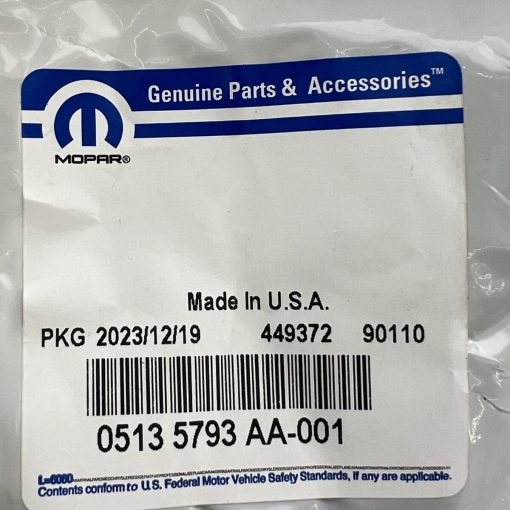 Genuine Parts & Accessories™
MOPAR®
Made In U.S.A.
PKG 2023/12/19 449372 90110
0513 5793 AA-001
L=6060
Contents conform to U.S. Federal Motor Vehicle Safety Standards, If any are applicable.